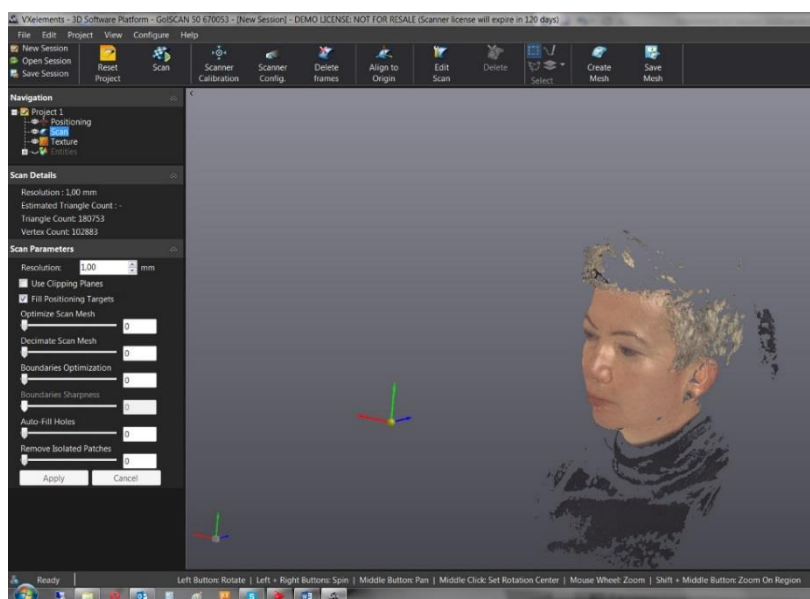 VXelements - 3D Software Platform - Go!SCAN 50 670053 - [New Session] - DEMO LICENSE: NOT FOR RESALE (Scanner license will expire in 120 days)
File Edit Project View Configure Help
New Session
Open Session
Save Session
Reset Project
Scan
Scanner Calibration
Scanner Config.
Delete frames
Align to Origin
Edit Scan
Delete
Select
Create Mesh
Save Mesh
Navigation
Project 1
Positioning
Scan
Texture
Entities
Scan Details
Resolution : 1,00 mm
Estimated Triangle Count : -
Triangle Count: 180753
Vertex Count: 102883
Scan Parameters
Resolution: 1,00 mm
Use Clipping Planes
Fill Positioning Targets
Optimize Scan Mesh
0
Decimate Scan Mesh
0
Boundaries Optimization
0
Boundaries Sharpness
0
Auto-Fill Holes
0
Remove Isolated Patches
0
Apply Cancel
Ready Left Button: Rotate | Left + Right Buttons: Spin | Middle Button: Pan | Middle Click: Set Rotation Center | Mouse Wheel: Zoom | Shift + Middle Button: Zoom On Region